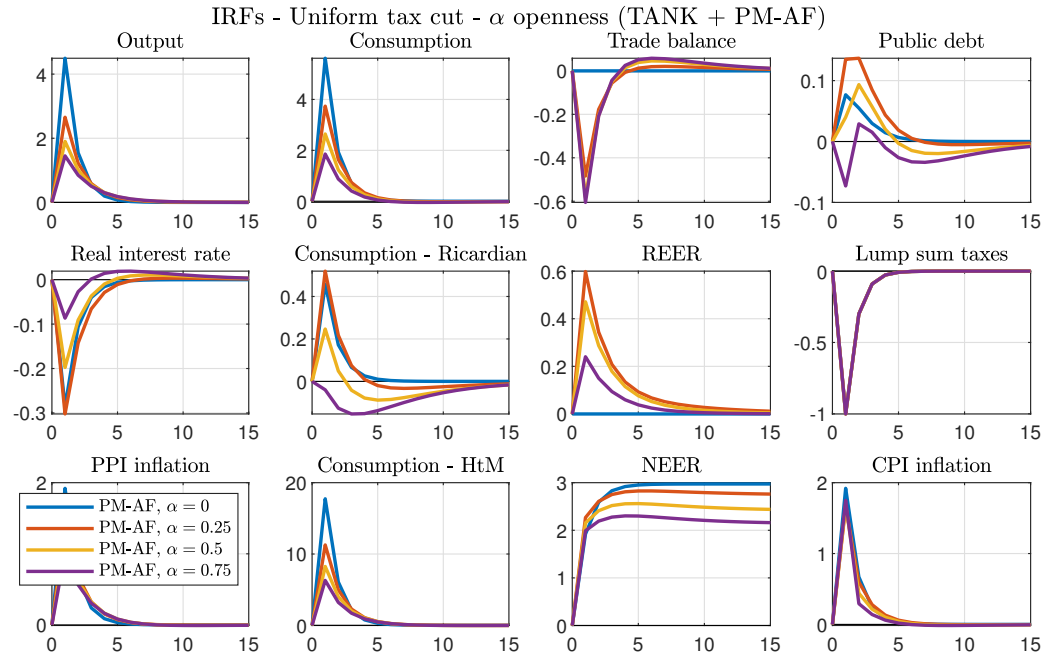 IRFs - Uniform tax cut - α openness (TANK + PM-AF)
Output
Consumption
Trade balance
Public debt
4
2
0
0 5 10 15
4
2
0
0 5 10 15
0
-0.2
-0.4
-0.6
0 5 10 15
0.1
0
-0.1
0 5 10 15
Real interest rate
Consumption - Ricardian
REER
Lump sum taxes
0
-0.1
-0.2
-0.3
0 5 10 15
0.4
0.2
0
0 5 10 15
0.6
0.4
0.2
0
0 5 10 15
0
-0.5
-1
0 5 10 15
PPI inflation
Consumption - HtM
NEER
CPI inflation
2
0
0 5 10 15
PM-AF, α = 0
PM-AF, α = 0.25
PM-AF, α = 0.5
PM-AF, α = 0.75
20
10
0
0 5 10 15
3
2
1
0
0 5 10 15
2
1
0
0 5 10 15